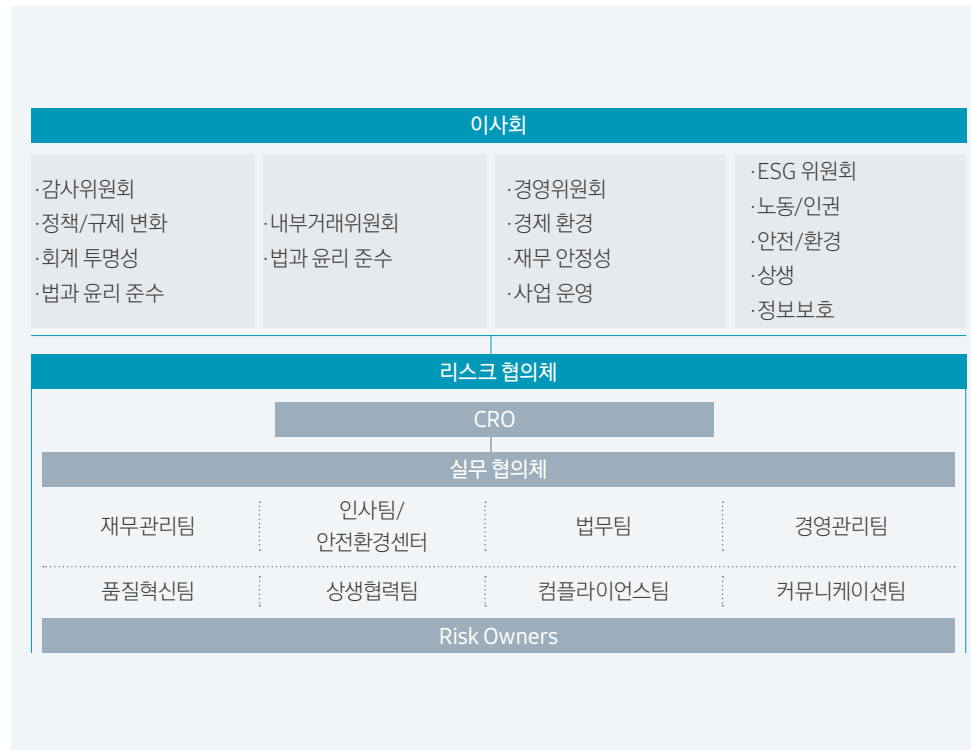 이사회
·감사위원회
·정책/규제 변화
·회계 투명성
·법과 윤리 준수
·내부거래위원회
·법과 윤리 준수
·경영위원회
·경제 환경
·재무 안정성
·사업 운영
·ESG 위원회
·노동/인권
·안전/환경
·상생
·정보보호
리스크 협의체
CRO
실무 협의체
재무관리팀
인사팀/
안전환경센터
법무팀
경영관리팀
품질혁신팀
상생협력팀
컴플라이언스팀
커뮤니케이션팀
Risk Owners